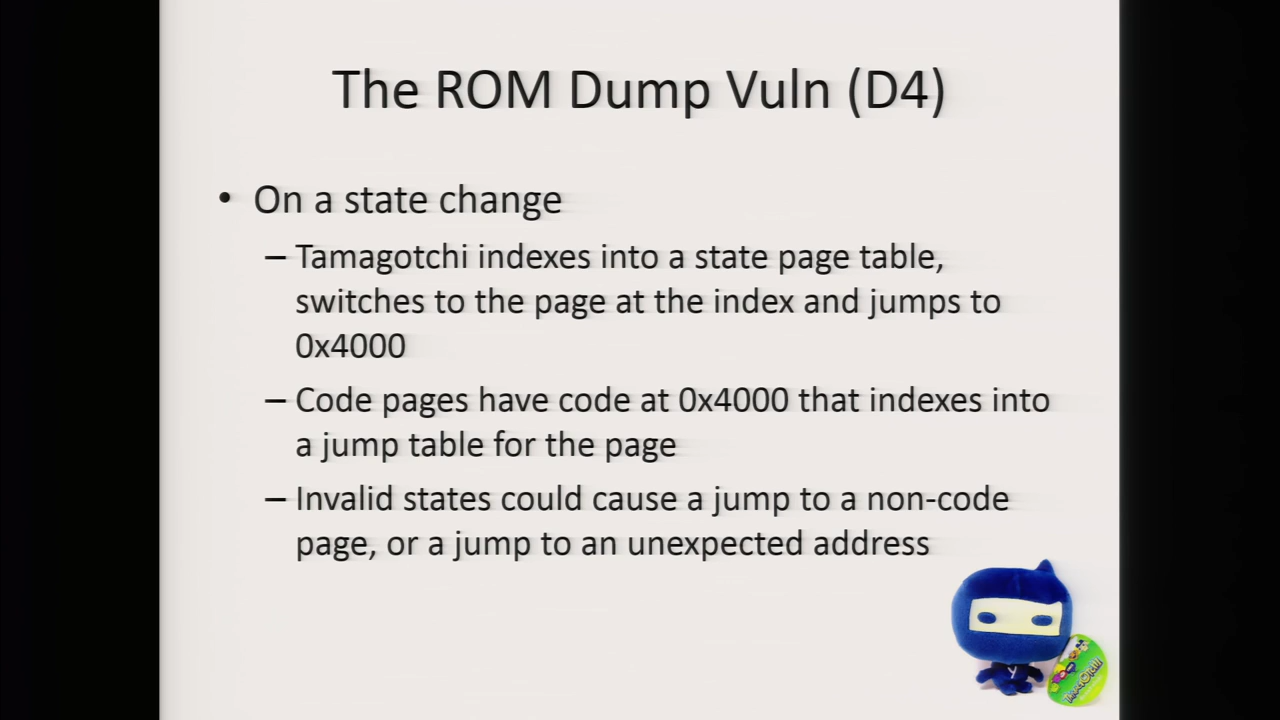 The ROM Dump Vuln (D4)
• On a state change
– Tamagotchi indexes into a state page table,
switches to the page at the index and jumps to
0x4000
– Code pages have code at 0x4000 that indexes into
a jump table for the page
– Invalid states could cause a jump to a non-code
page, or a jump to an unexpected address